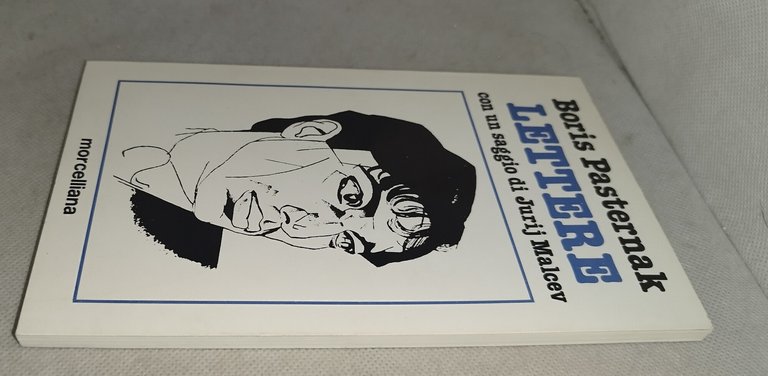 Boris Pasternak
LETTERE
con un saggio di Jurij Malcev
morcelliana